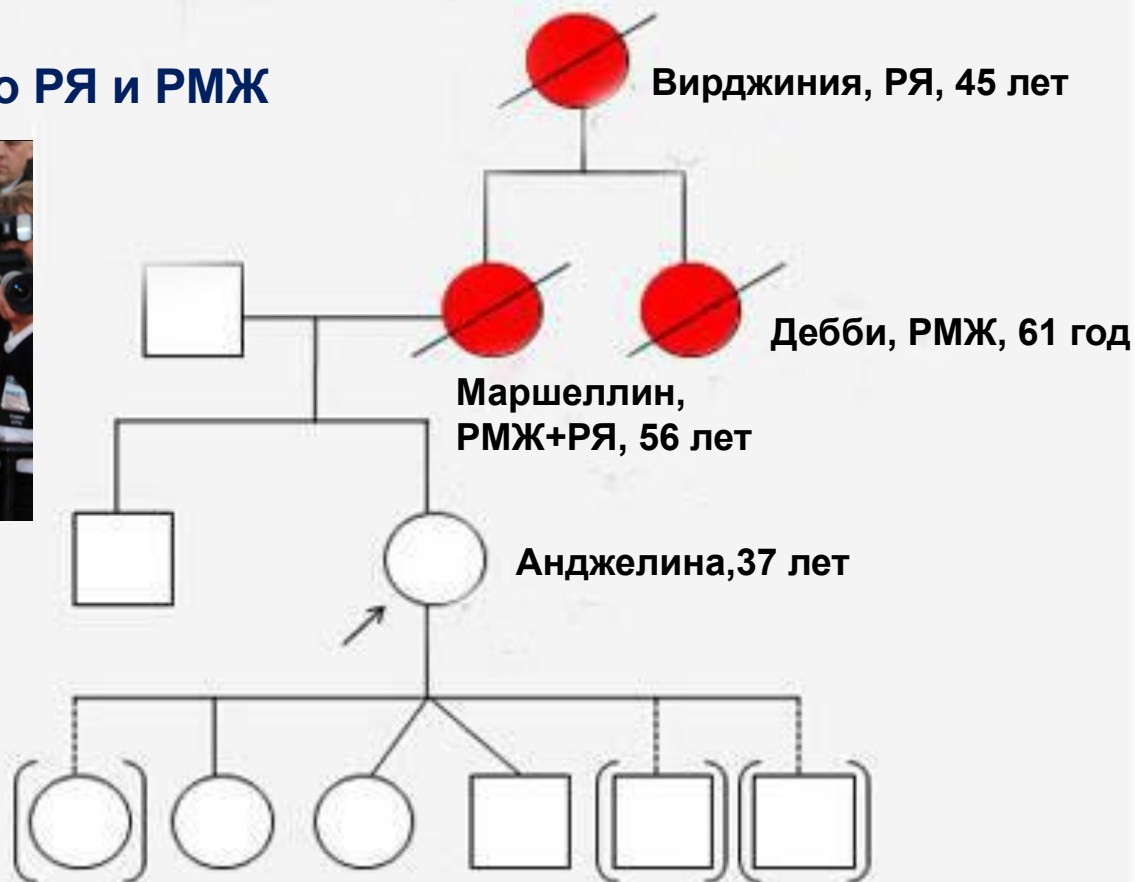 о РЯ и РМЖ
Вирджиния, РЯ, 45 лет
Дебби, РМЖ, 61 год
Маршеллин,
РМЖ+РЯ, 56 лет
Анджелина,37 лет